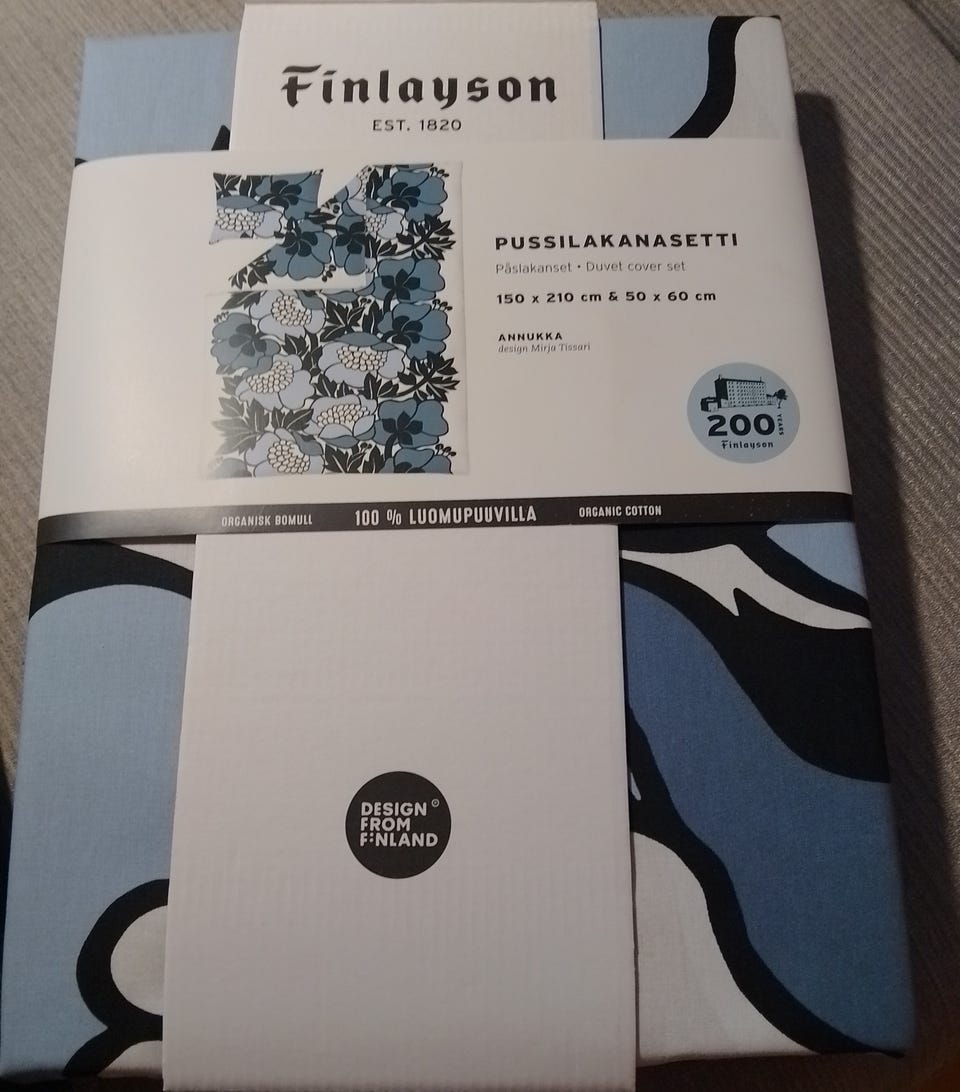 Finlayson
EST. 1820
PUSSILAKANASETTI
Påslakanset • Duvet cover set
150 x 210 cm & 50 x 60 cm
ANNUKKA
design Mirja Tissari
200
YEARS
Finlayson
ORGANISK BOMULL 100 % LUOMUPUUVILLA ORGANIC COTTON
DESIGN
FROM
FINLAND